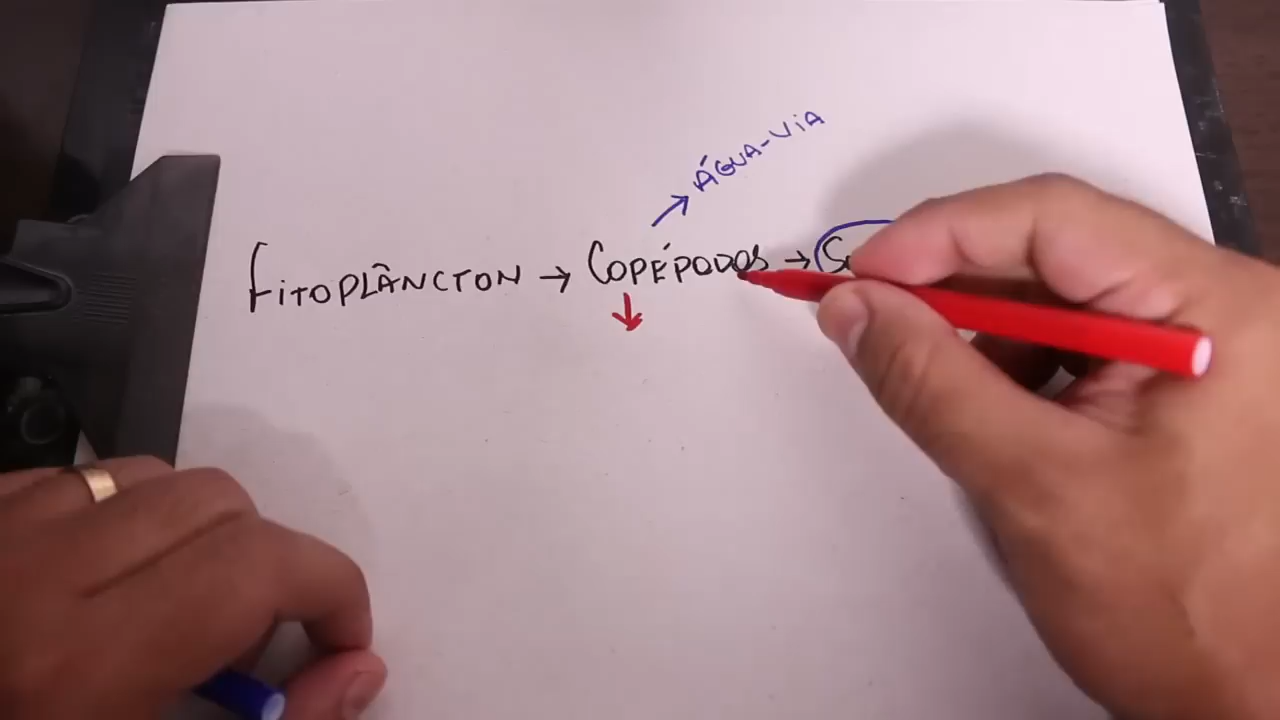 ÁGUA-ViA
FiTOPLÂNCTON → COPÉPODOS →